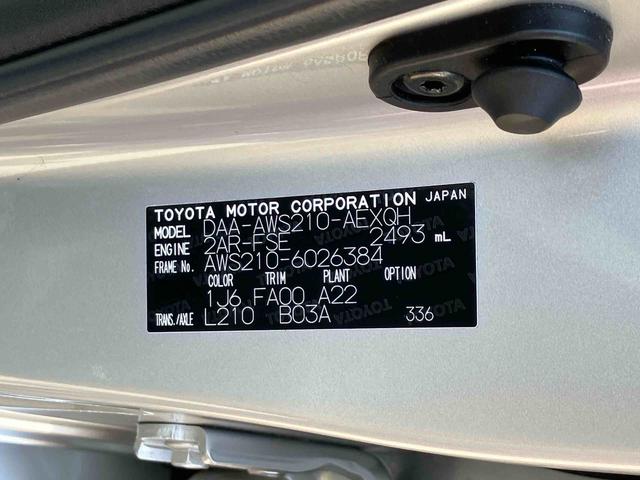 TOYOTA MOTOR CORPORATION JAPAN
MODEL DAA-AWS210-AEXQH
ENGINE 2AR-FSE 2493 mL
FRAME No. AWS210-6026384
COLOR TRIM PLANT OPTION
1J6 FA00 A22
TRANS./AXLE L210 B03A 336